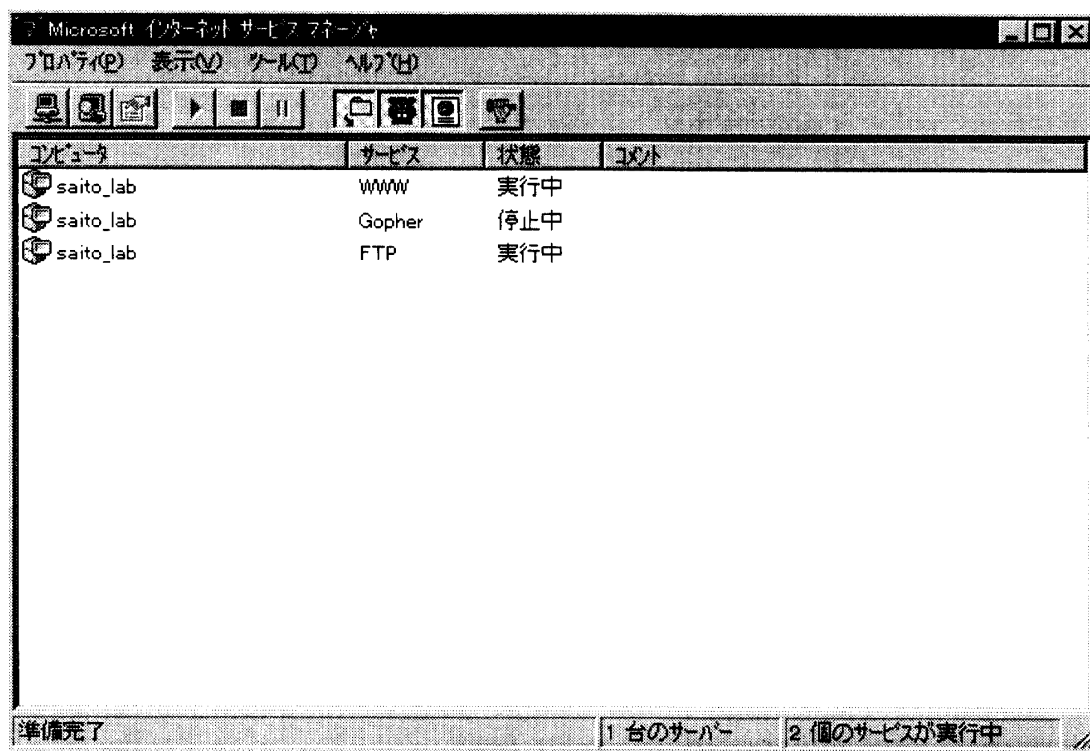 Microsoft インターネット サービス マネージャ
プロパティ(P) 表示(V) ツール(T) ヘルプ(H)
コンピュータ サービス 状態 コメント
saito_lab WWW 実行中
saito_lab Gopher 停止中
saito_lab FTP 実行中
準備完了 1 台のサーバー 2 個のサービスが実行中